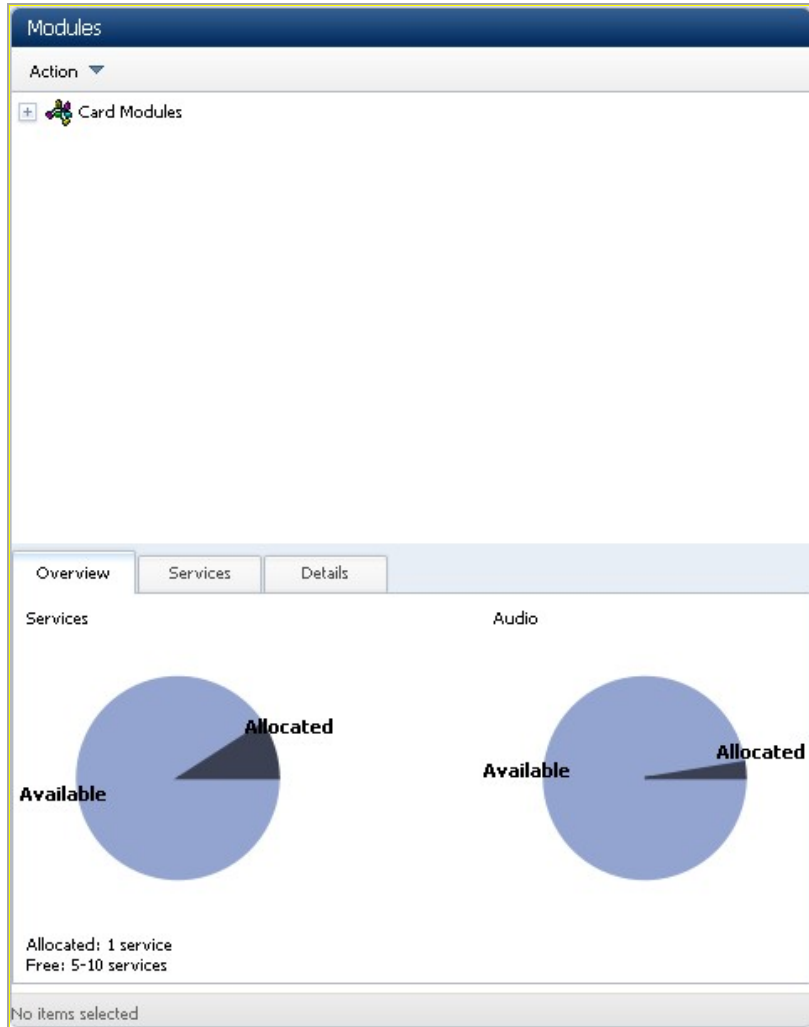 Modules
Action
Card Modules
Overview Services Details
Services
Allocated
Available
Audio
Allocated
Available
Allocated: 1 service
Free: 5-10 services
No items selected